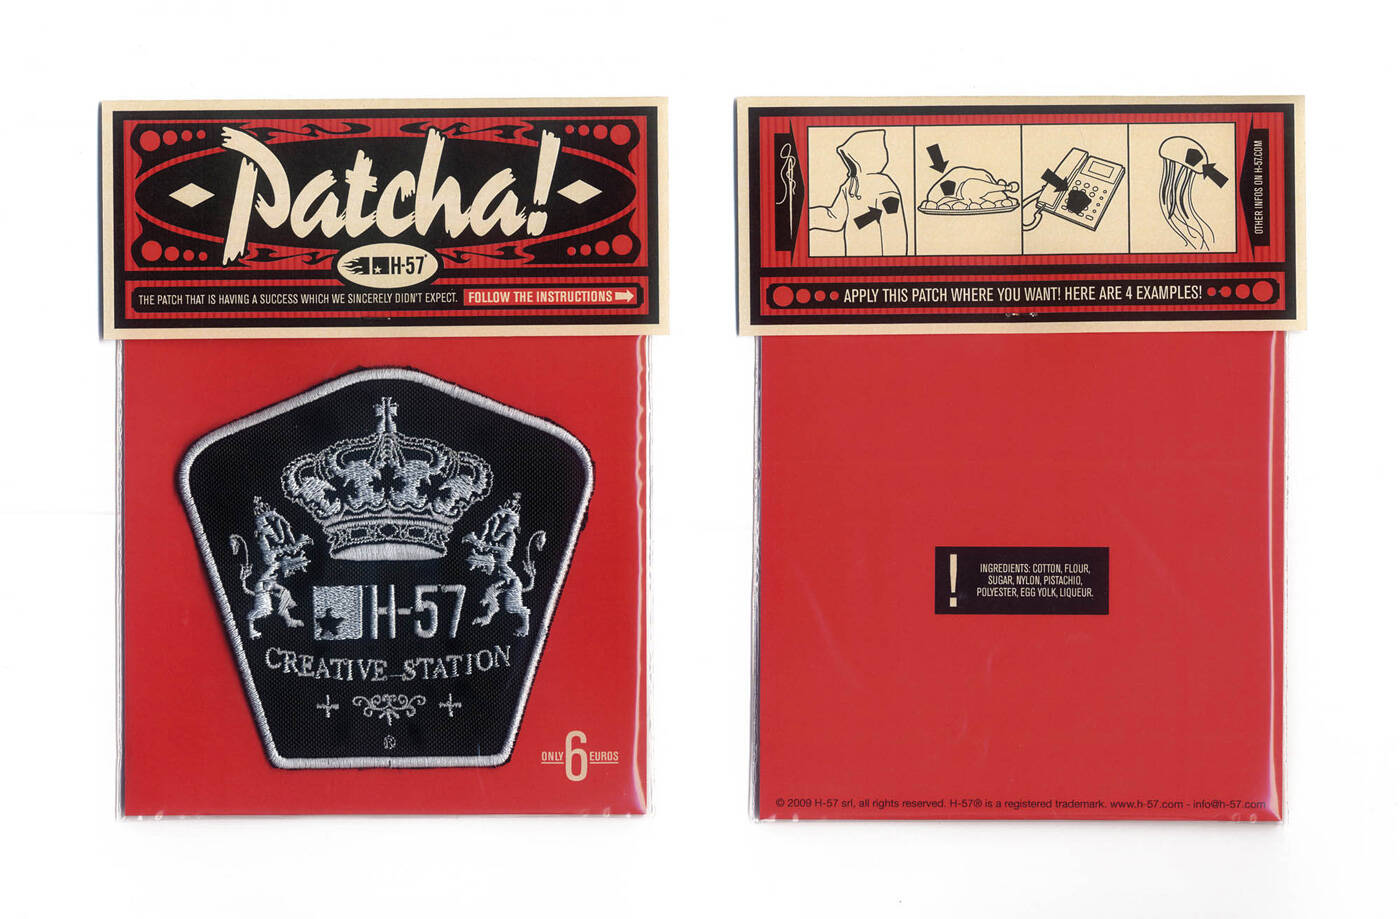 Patcha!
H-57®
THE PATCH THAT IS HAVING A SUCCESS WHICH WE SINCERELY DIDN'T EXPECT.
FOLLOW THE INSTRUCTIONS
H-57
CREATIVE STATION
®
ONLY 6 EUROS
OTHER INFOS ON H-57.COM
APPLY THIS PATCH WHERE YOU WANT! HERE ARE 4 EXAMPLES!
! INGREDIENTS: COTTON, FLOUR,
SUGAR, NYLON, PISTACHIO,
POLYESTER, EGG YOLK, LIQUEUR.
© 2009 H-57 srl, all rights reserved. H-57® is a registered trademark. www.h-57.com - info@h-57.com